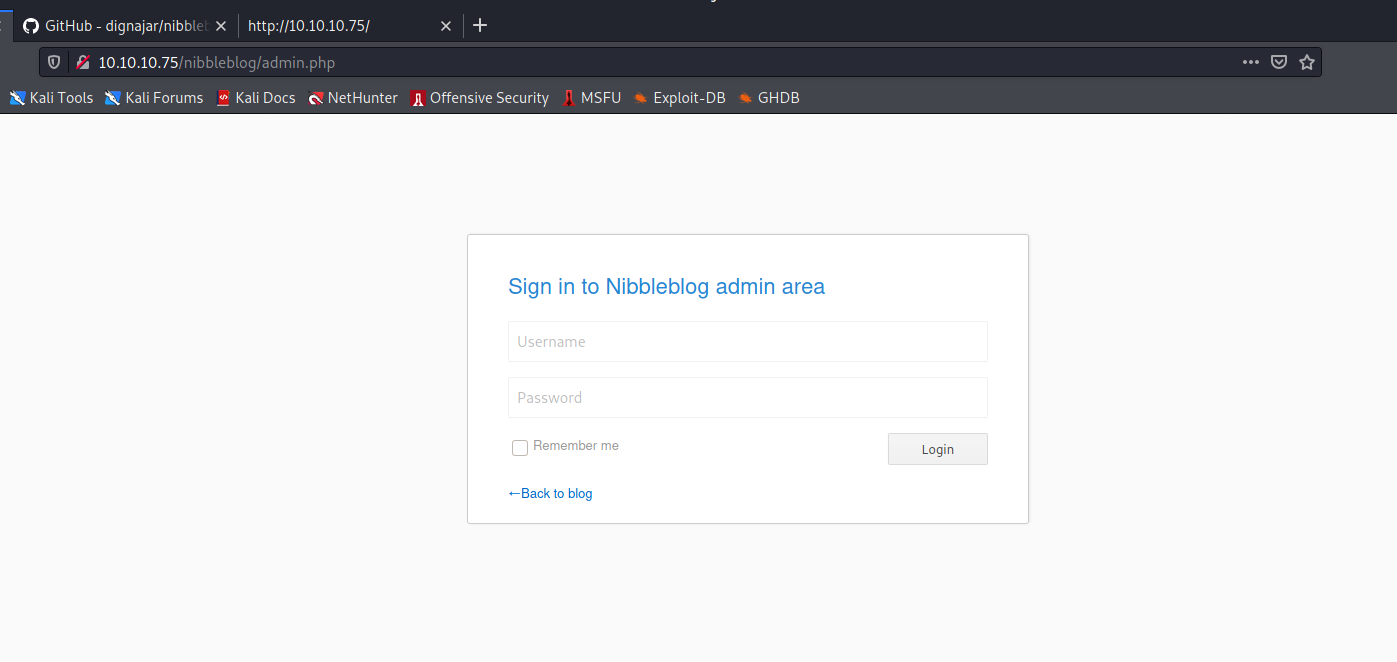 GitHub - dignajar/nibbleb
http://10.10.10.75/
10.10.10.75/nibbleblog/admin.php
Kali Tools Kali Forums Kali Docs NetHunter Offensive Security MSFU Exploit-DB GHDB
Sign in to Nibbleblog admin area
Username
Password
Remember me
Login
←Back to blog